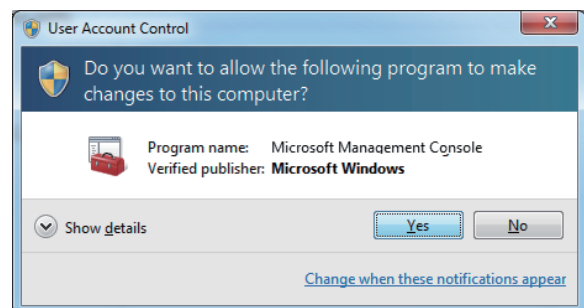 User Account Control
Do you want to allow the following program to make
changes to this computer?
Program name: Microsoft Management Console
Verified publisher: Microsoft Windows
Show details
Yes
No
Change when these notifications appear